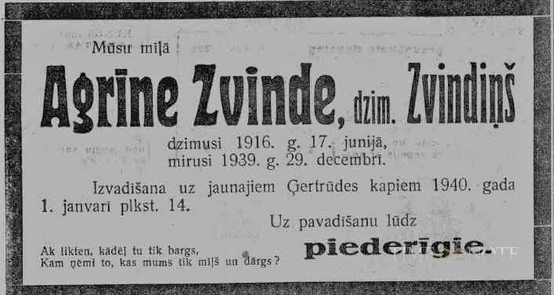 Mūsu mīļā
Agrīne Zvinde, dzim. Zvindiņš
dzimusi 1916. g. 17. junijā,
mirusi 1939. g. 29. decembrī.
Izvadīšana uz jaunajiem Ģertrūdes kapiem 1940. gada
1. janvarī plkst. 14.
Uz pavadīšanu lūdz
piederīgie.
Ak likten, kādēļ tu tik bargs,
Kam ņēmi to, kas mums tik mīļš un dārgs?